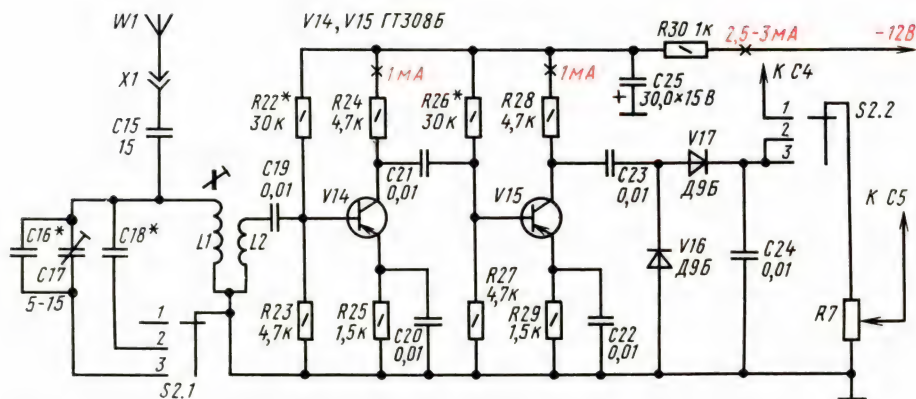 W1
V14, V15 ГТ308Б
R30 1к
2,5-3мА
-12В
X1
1мА
1мА
C25
30,0×15В
+
К С4
C15
15
R22*
30к
R24
4,7к
R26*
30к
R28
4,7к
1
2
3
S2.2
V17
Д9Б
C19
0,01
C21
0,01
C23
0,01
К С5
V14
V15
C16*
C17
5-15
C18*
L1
L2
V16
Д9Б
C24
0,01
R23
4,7к
R25
1,5к
C20
0,01
R27
4,7к
R29
1,5к
C22
0,01
R7
1
2
3
S2.1